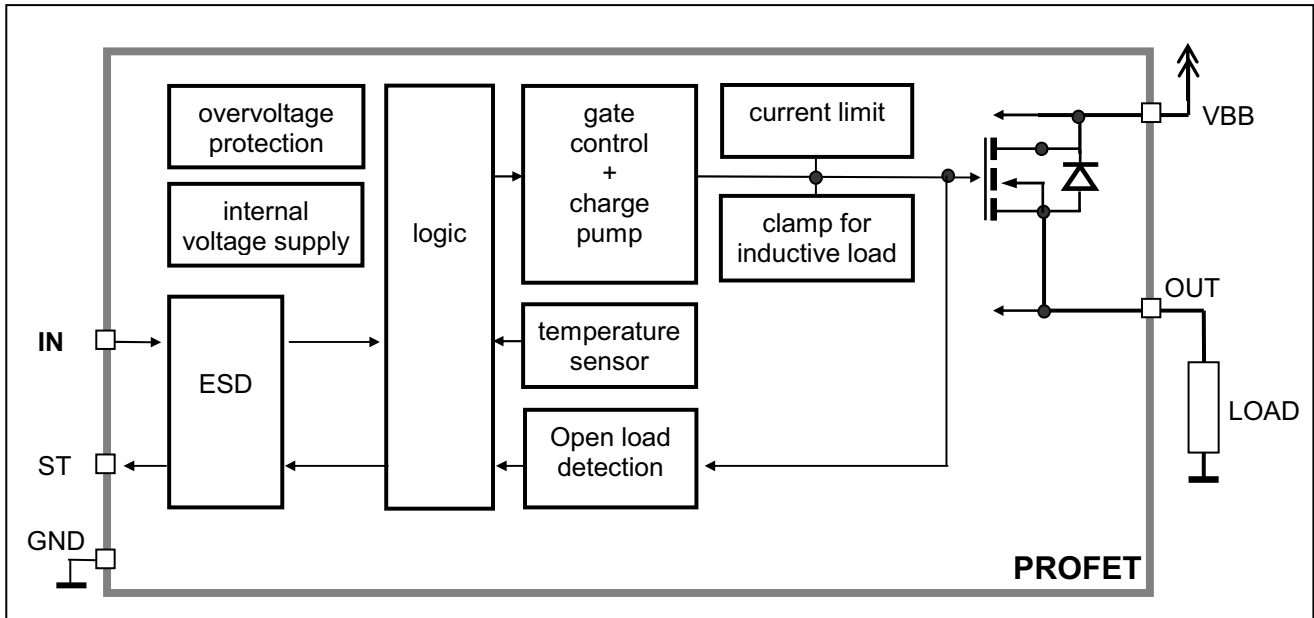 overvoltage
protection
internal
voltage supply
logic
gate
control
+
charge
pump
current limit
clamp for
inductive load
VBB
IN
ESD
temperature
sensor
OUT
LOAD
ST
Open load
detection
GND
PROFET